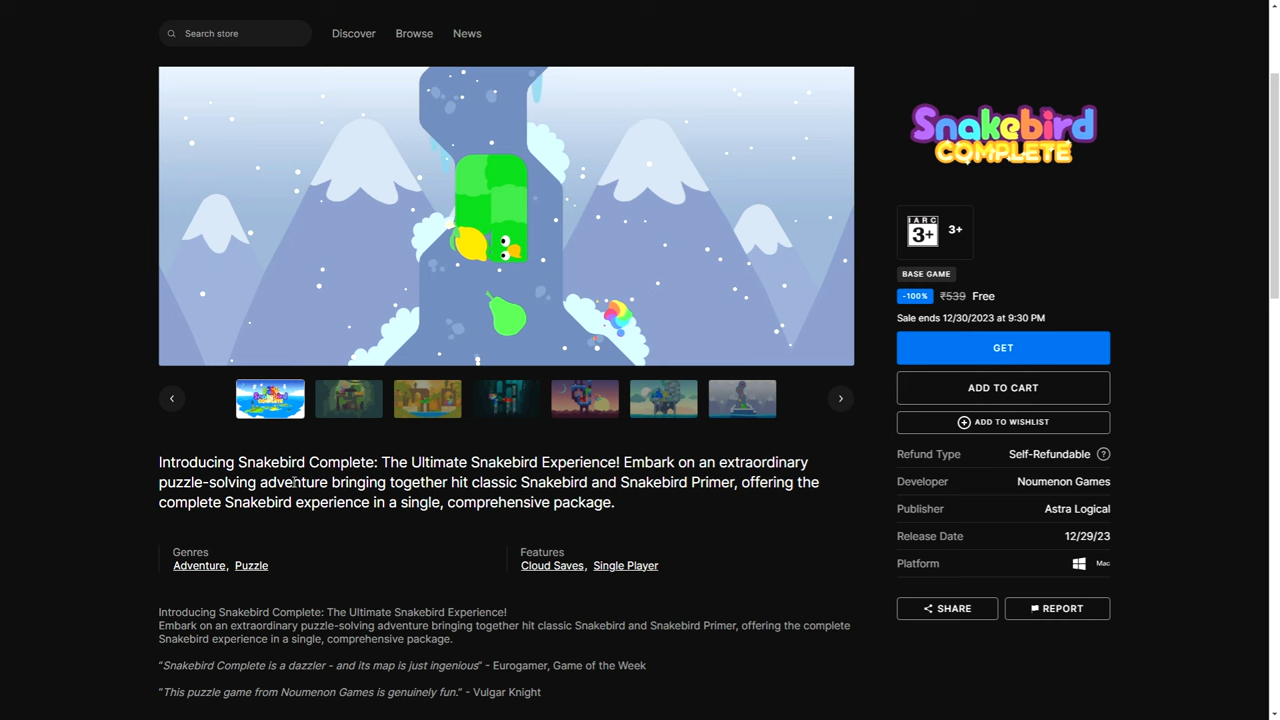 Search store
Discover
Browse
News
Snakebird
COMPLETE
IARC
3+
3+
BASE GAME
-100% ₹539 Free
Sale ends 12/30/2023 at 9:30 PM
GET
ADD TO CART
ADD TO WISHLIST
Refund Type Self-Refundable ?
Developer Noumenon Games
Publisher Astra Logical
Release Date 12/29/23
Platform Mac
SHARE
REPORT
Introducing Snakebird Complete: The Ultimate Snakebird Experience! Embark on an extraordinary
puzzle-solving adventure bringing together hit classic Snakebird and Snakebird Primer, offering the
complete Snakebird experience in a single, comprehensive package.
Genres
Adventure, Puzzle
Features
Cloud Saves, Single Player
Introducing Snakebird Complete: The Ultimate Snakebird Experience!
Embark on an extraordinary puzzle-solving adventure bringing together hit classic Snakebird and Snakebird Primer, offering the complete
Snakebird experience in a single, comprehensive package.
"Snakebird Complete is a dazzler - and its map is just ingenious" - Eurogamer, Game of the Week
"This puzzle game from Noumenon Games is genuinely fun." - Vulgar Knight